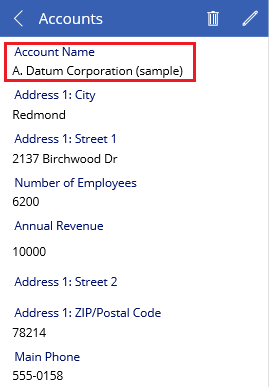 Accounts
Account Name
A. Datum Corporation (sample)
Address 1: City
Redmond
Address 1: Street 1
2137 Birchwood Dr
Number of Employees
6200
Annual Revenue
10000
Address 1: Street 2
Address 1: ZIP/Postal Code
78214
Main Phone
555-0158